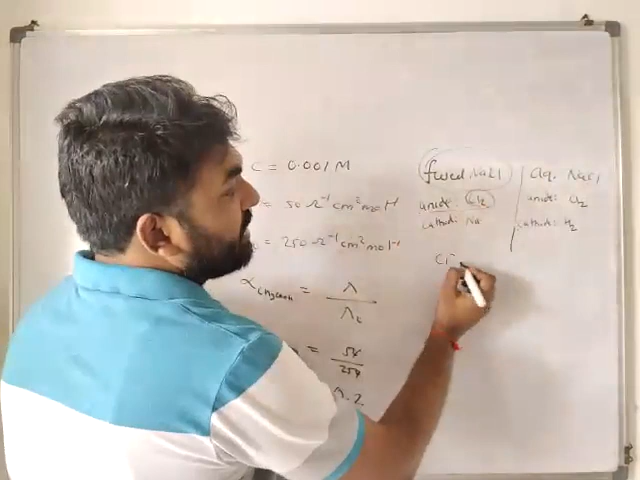 C = 0.001 M
= 50 Ω⁻¹ cm² mol⁻¹
= 250 Ω⁻¹ cm² mol⁻¹
α = Λ / Λ₀
= 50 / 250
0.2
fused NaCl
anode: Cl₂
cathode: Na
Cl⁻
aq. NaCl
anode: Cl₂
cathode: H₂